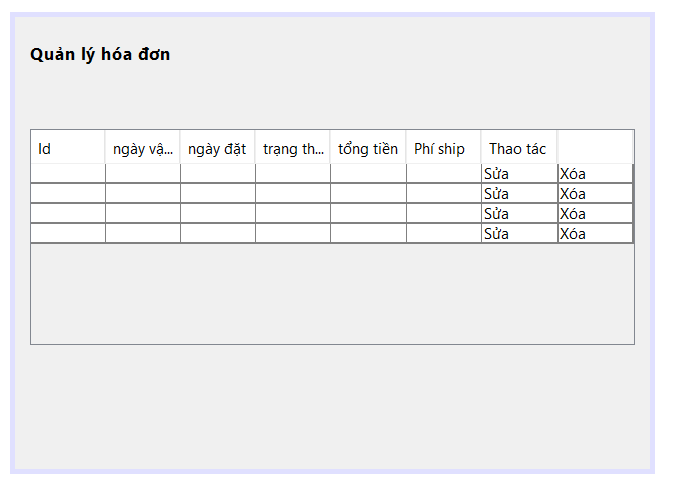 Quản lý hóa đơn
Id ngày vậ... ngày đặt trạng th... tổng tiền Phí ship Thao tác
Sửa Xóa
Sửa Xóa
Sửa Xóa
Sửa Xóa